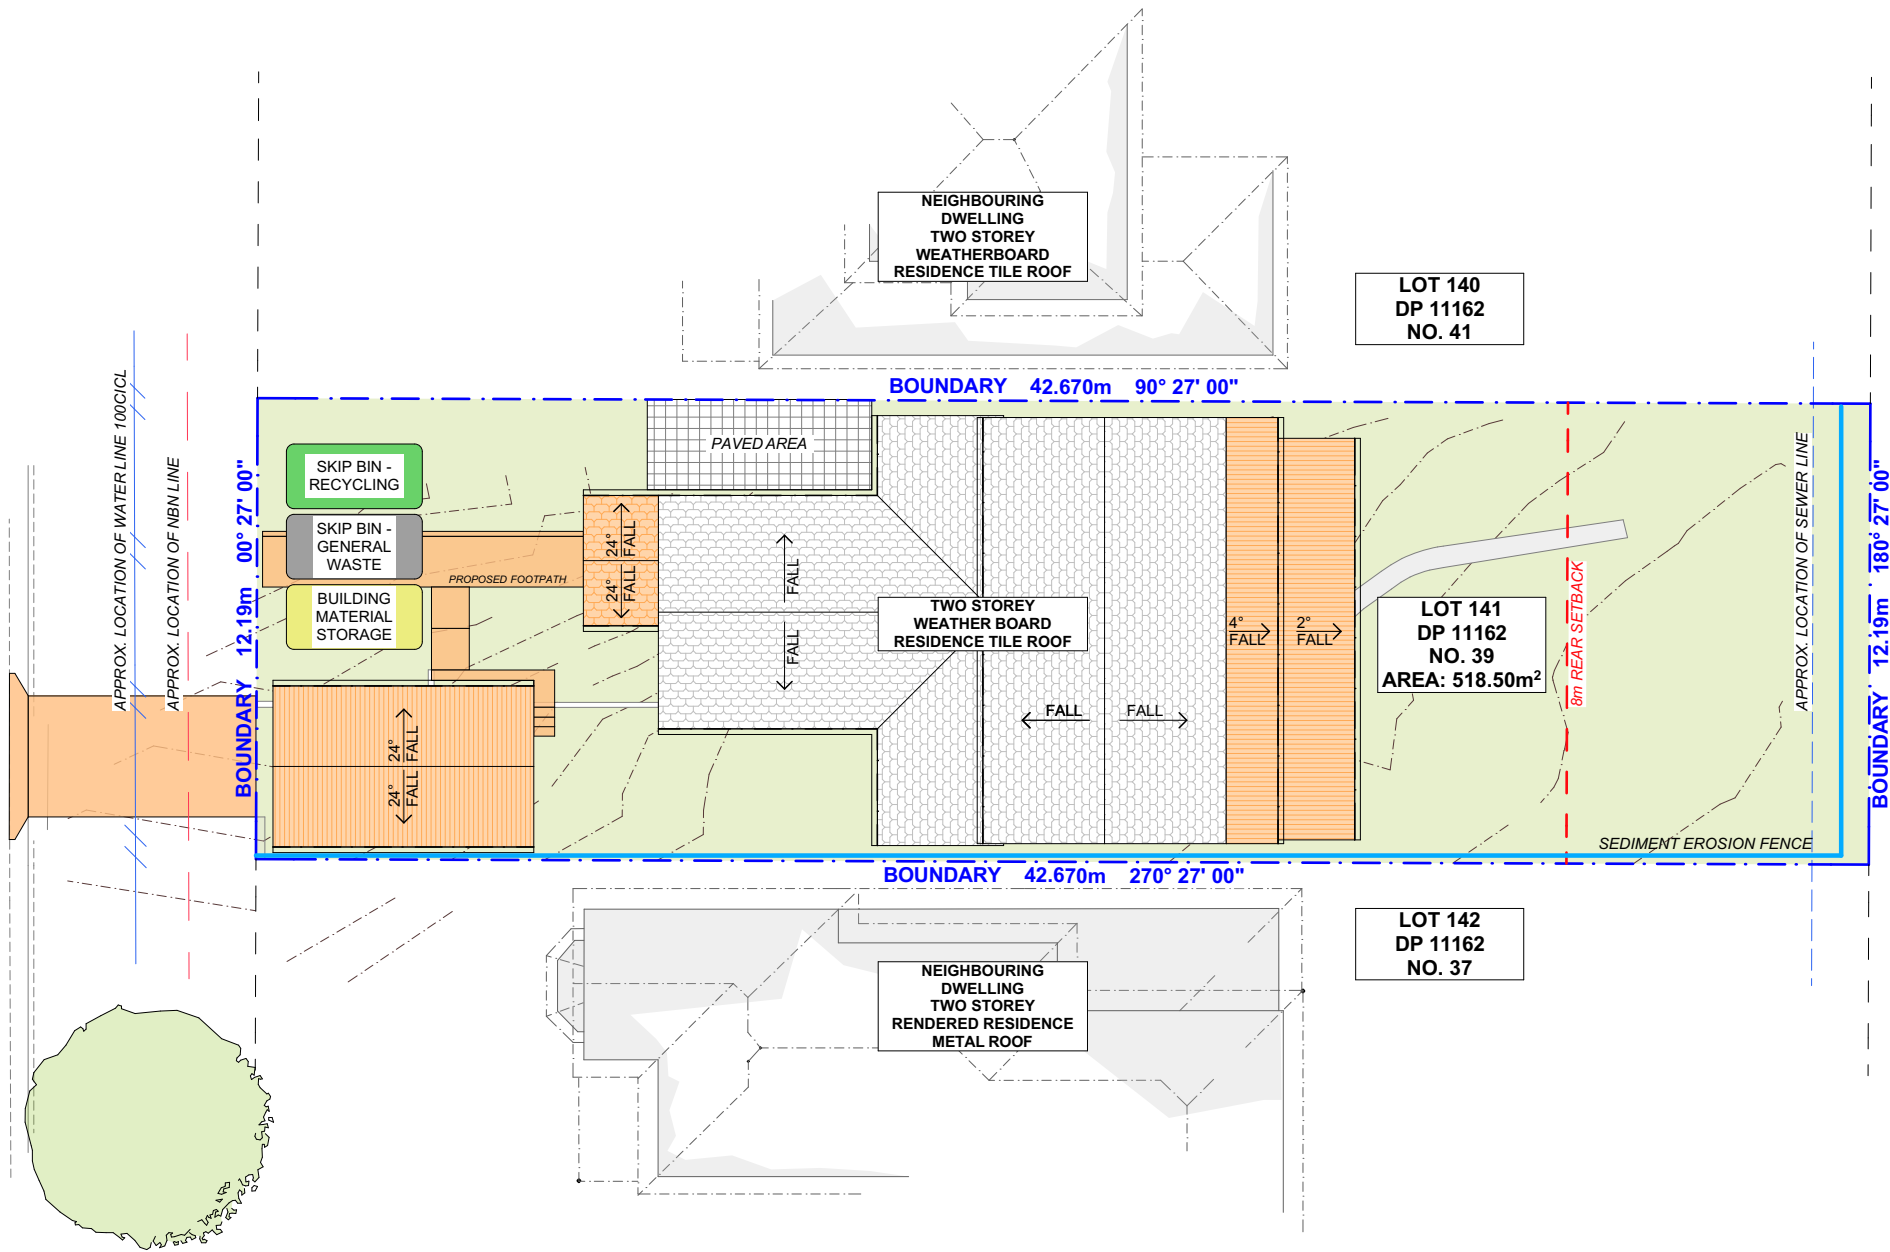 NEIGHBOURING
DWELLING
TWO STOREY
WEATHERBOARD
RESIDENCE TILE ROOF
LOT 140
DP 11162
NO. 41
BOUNDARY 42.670m 90° 27' 00"
APPROX. LOCATION OF WATER LINE 100CICL
APPROX. LOCATION OF NBN LINE
BOUNDARY 12.19m 00° 27' 00"
SKIP BIN -
RECYCLING
SKIP BIN -
GENERAL
WASTE
BUILDING
MATERIAL
STORAGE
PROPOSED FOOTPATH
PAVED AREA
24°
FALL
24°
FALL
FALL
FALL
TWO STOREY
WEATHER BOARD
RESIDENCE TILE ROOF
FALL
FALL
4°
FALL
2°
FALL
LOT 141
DP 11162
NO. 39
AREA: 518.50m²
8m REAR SETBACK
APPROX. LOCATION OF SEWER LINE
BOUNDARY 12.19m 180° 27' 00"
24°
FALL
24°
FALL
SEDIMENT EROSION FENCE
BOUNDARY 42.670m 270° 27' 00"
LOT 142
DP 11162
NO. 37
NEIGHBOURING
DWELLING
TWO STOREY
RENDERED RESIDENCE
METAL ROOF